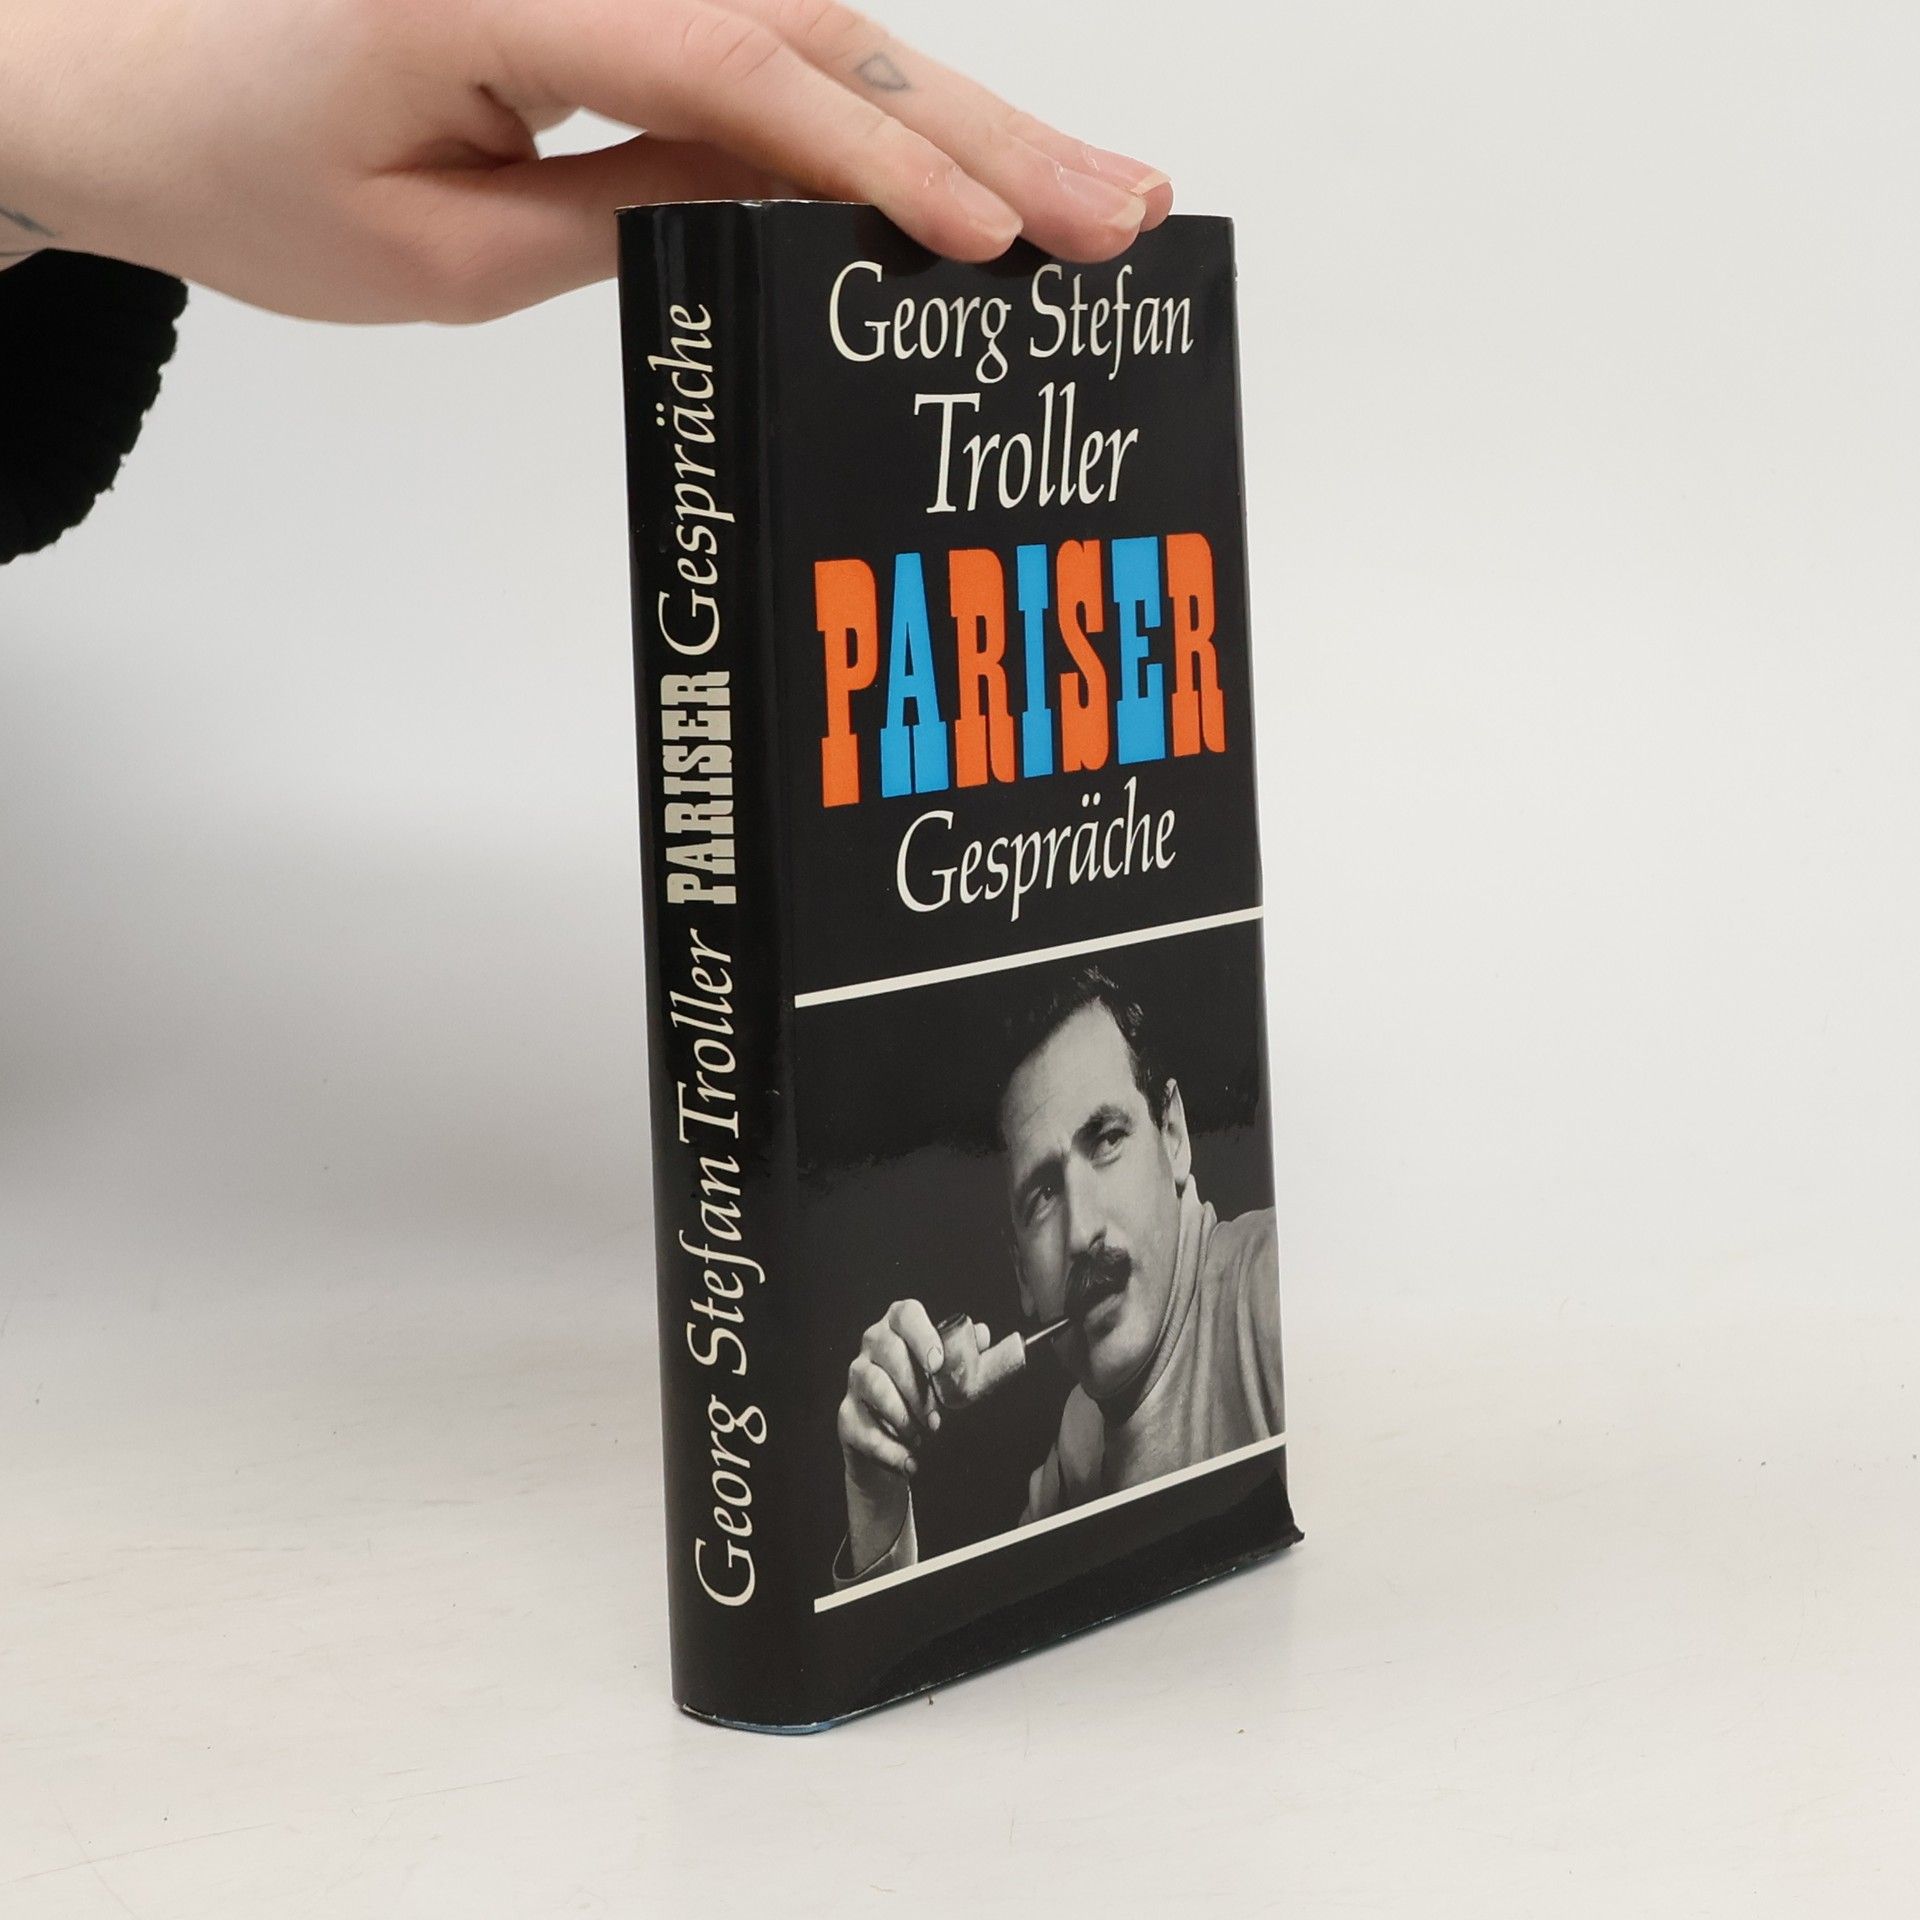 Georg Stefan Troller PARISER Gespräche
Georg Stefan
Troller
PARISER
Gespräche